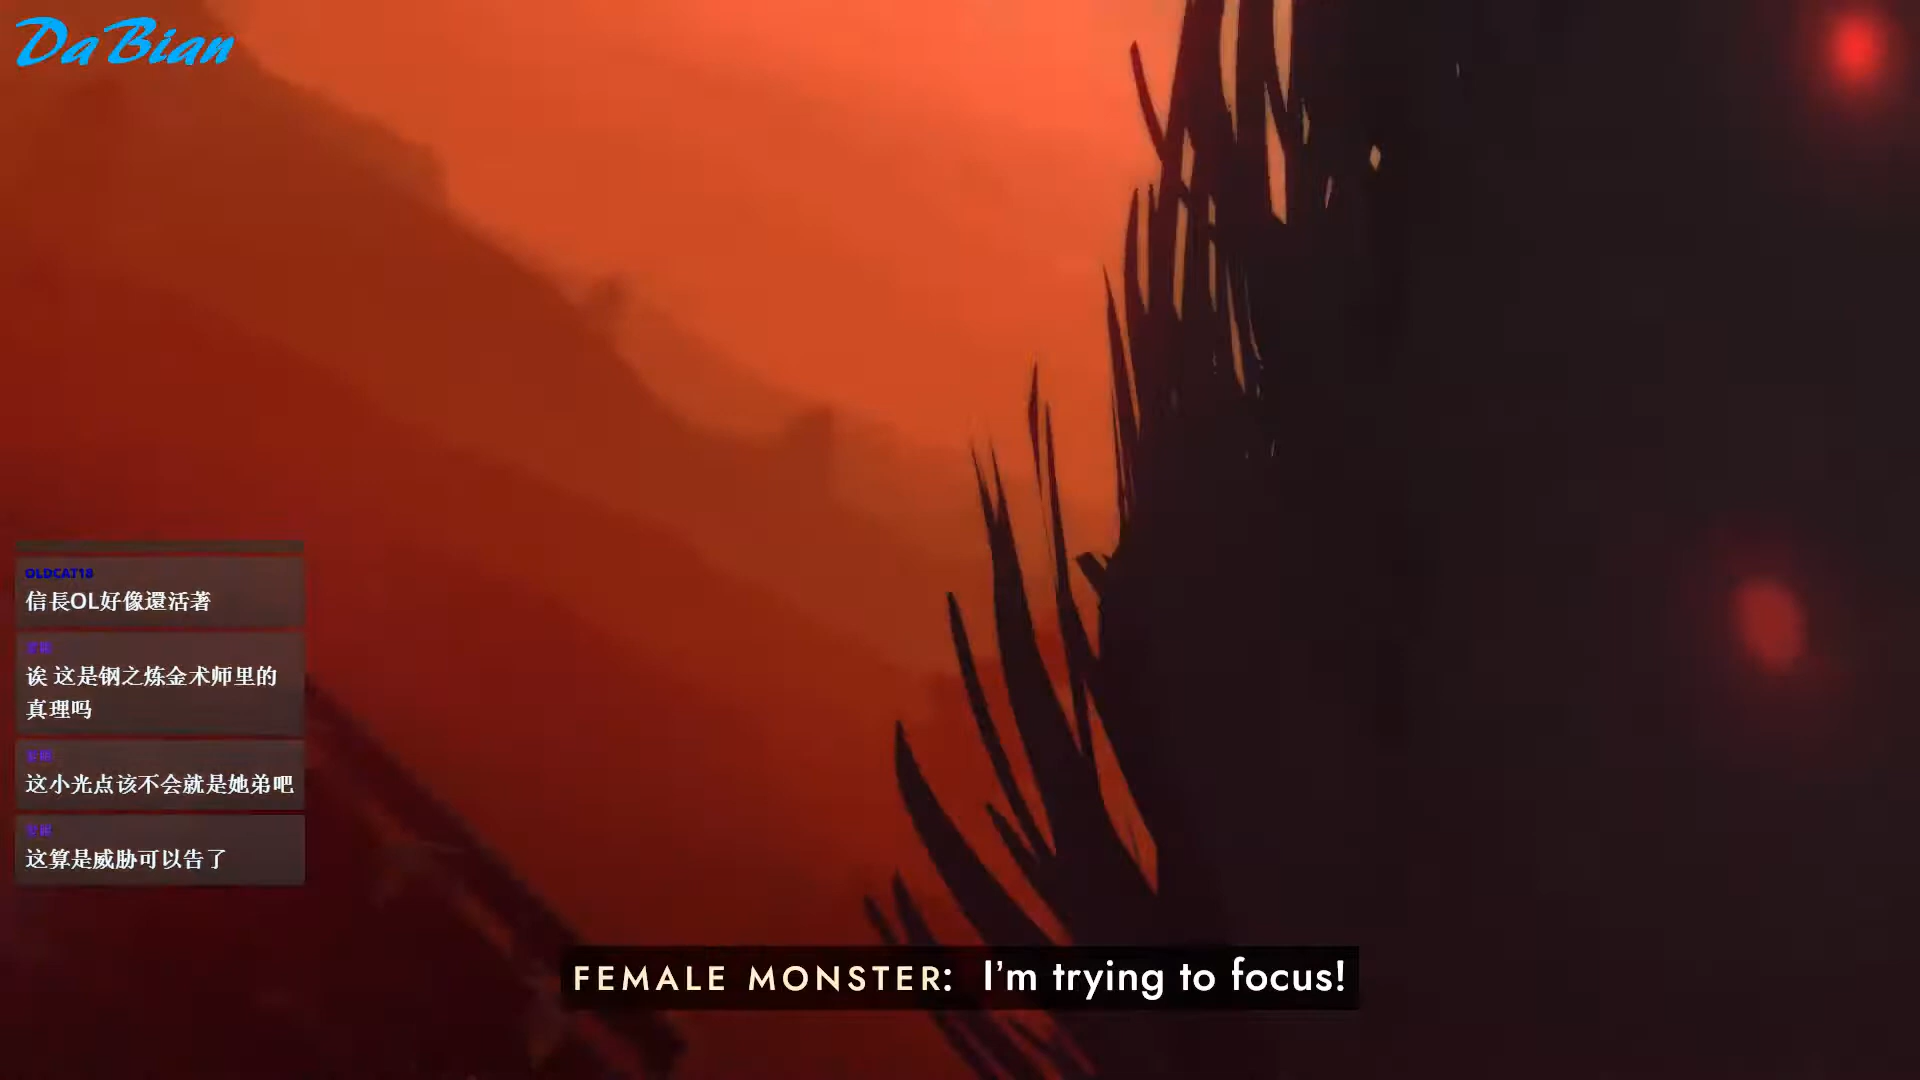 DaBian
OLDCAT18
信長OL好像還活著
诶 这是钢之炼金术师里的
真理吗
这小光点该不会就是她弟吧
这算是威胁可以告了
FEMALE MONSTER: I'm trying to focus!